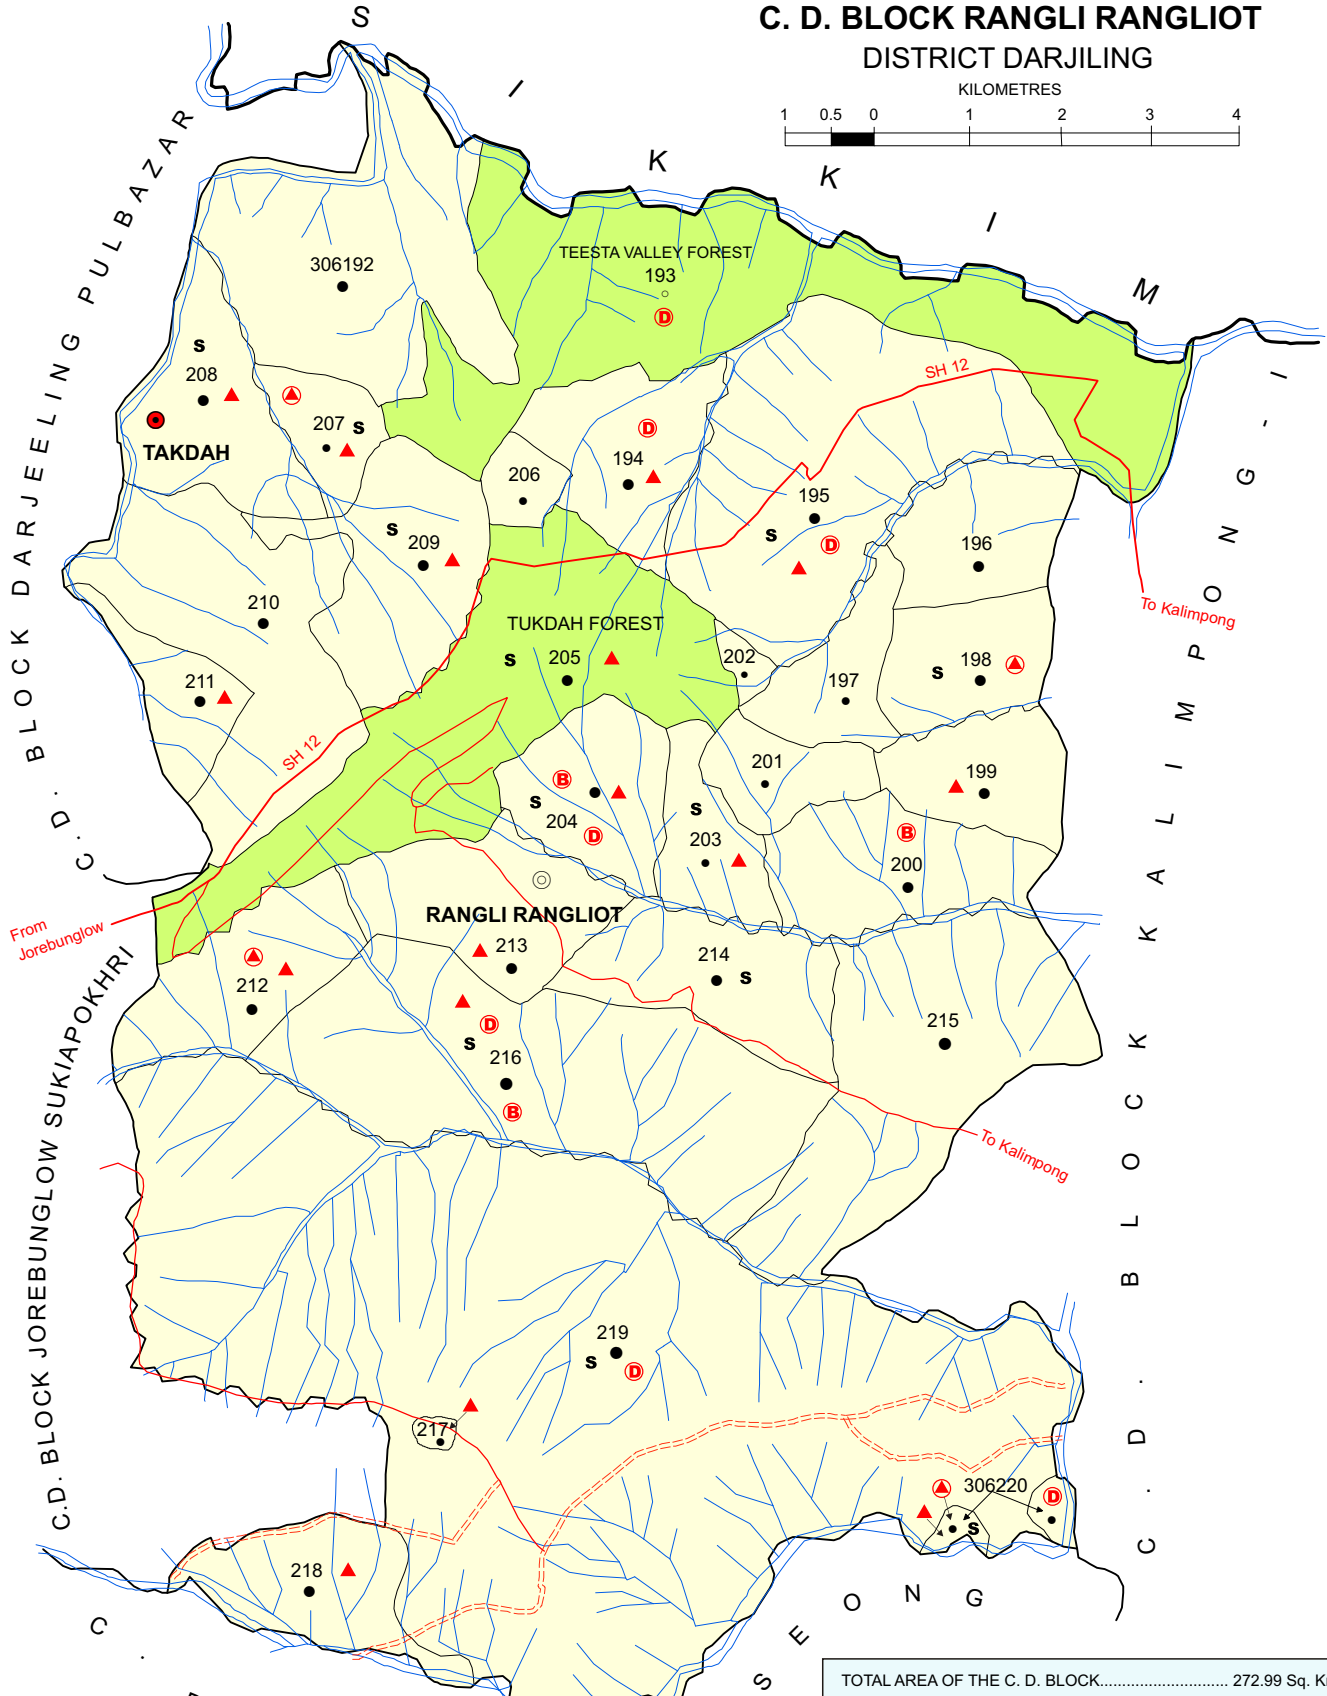 C. D. BLOCK RANGLI RANGLIOT
DISTRICT DARJILING
KILOMETRES
1 0.5 0 1 2 3 4
S I K K I M
C. D. BLOCK DARJEELING PULBAZAR
C. D. BLOCK KALIMPONG - I
TEESTA VALLEY FOREST
193
D
306192
SH 12
S
208
TAKDAH
207 S
D
194
206
195
S
D
S
209
196
210
To Kalimpong
TUKDAH FOREST
S 205
202
S 198
197
211
SH 12
201
199
B
S
204
D
S
203
B
200
RANGLI RANGLIOT
From
Jorebunglow
213
214 S
212
D
S
216
B
215
C.D. BLOCK JOREBUNGLOW SUKIAPOKHRI
To Kalimpong
219
S
D
217
306220
D
S
218
C .
S E O N G
TOTAL AREA OF THE C. D. BLOCK............................. 272.99 Sq.